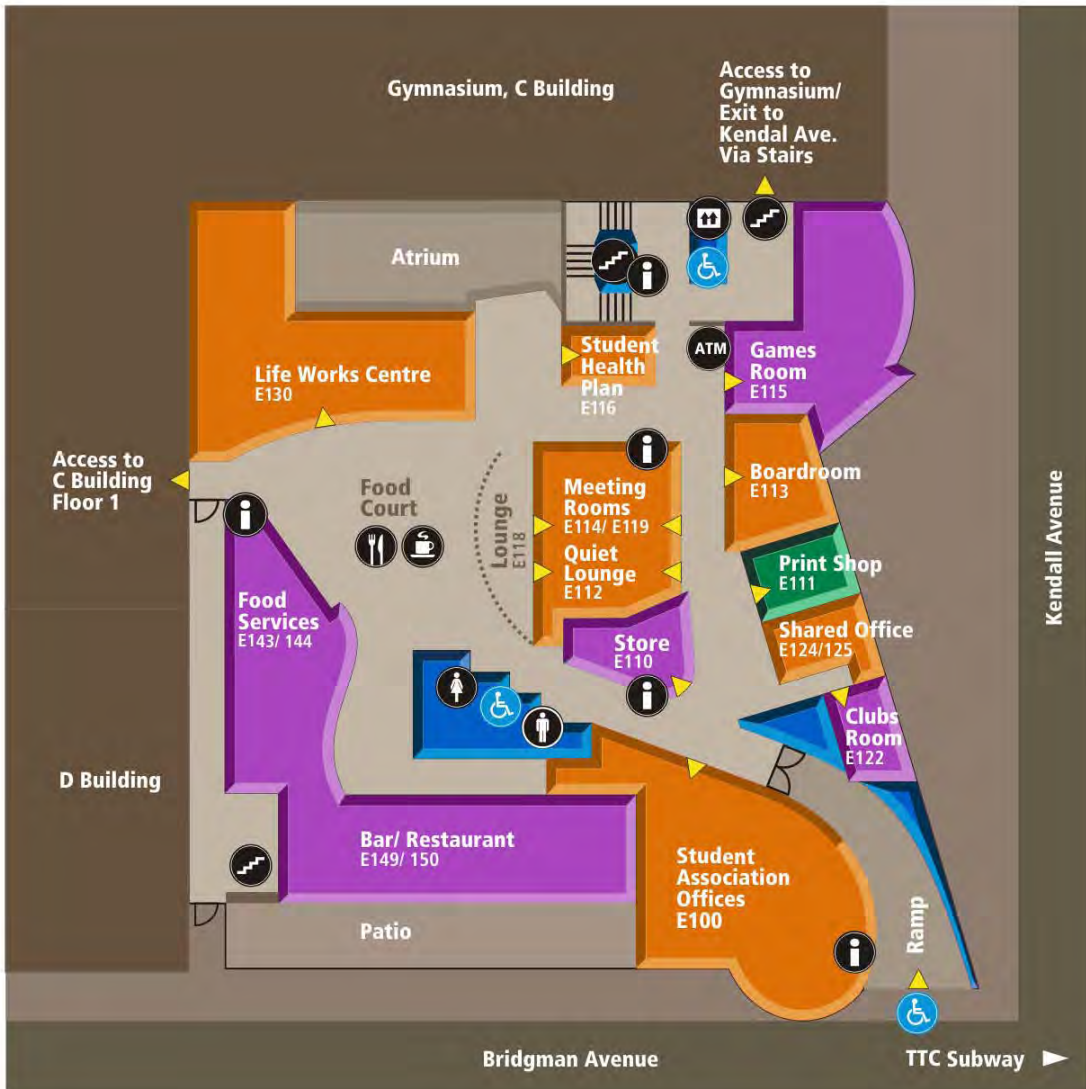 Gymnasium, C Building
Access to
Gymnasium/
Exit to
Kendal Ave.
Via Stairs
Atrium
ATM
Student
Health
Plan
E116
Games
Room
E115
Life Works Centre
E130
Access to
C Building
Floor 1
Food
Court
Lounge
E118
Meeting
Rooms
E114/ E119
Quiet
Lounge
E112
Boardroom
E113
Print Shop
E111
Shared Office
E124/125
Food
Services
E143/ 144
Store
E110
Clubs
Room
E122
Kendall Avenue
D Building
Bar/ Restaurant
E149/ 150
Student
Association
Offices
E100
Patio
Ramp
Bridgman Avenue
TTC Subway